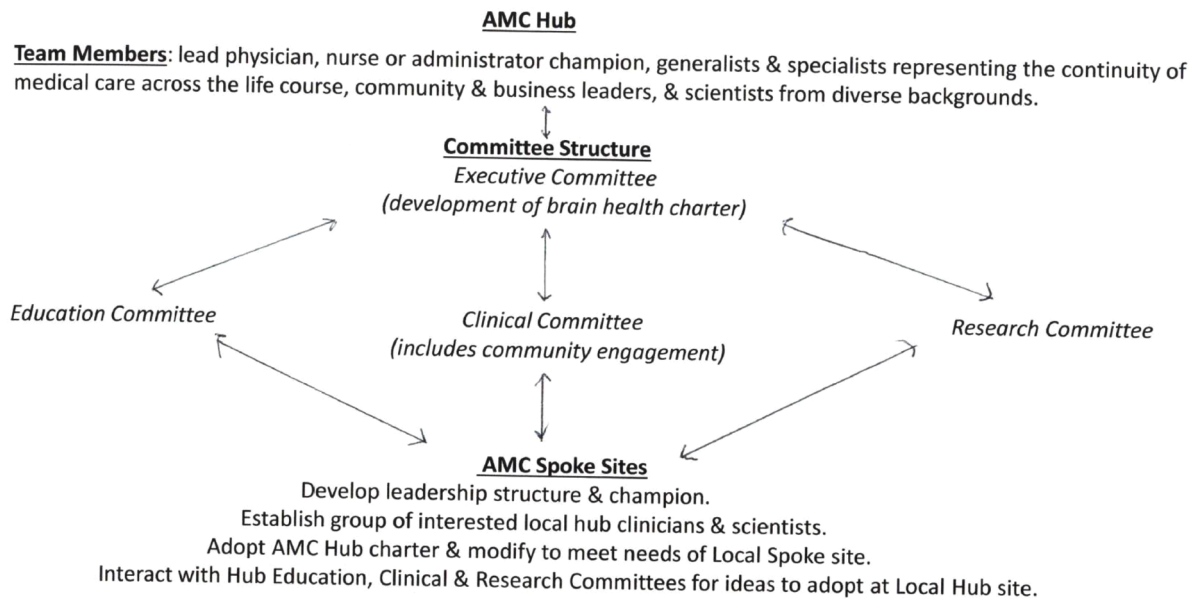 AMC Hub
Team Members: lead physician, nurse or administrator champion, generalists & specialists representing the continuity of
medical care across the life course, community & business leaders, & scientists from diverse backgrounds.
Committee Structure
Executive Committee
(development of brain health charter)
Education Committee
Clinical Committee
(includes community engagement)
Research Committee
AMC Spoke Sites
Develop leadership structure & champion.
Establish group of interested local hub clinicians & scientists.
Adopt AMC Hub charter & modify to meet needs of Local Spoke site.
Interact with Hub Education, Clinical & Research Committees for ideas to adopt at Local Hub site.